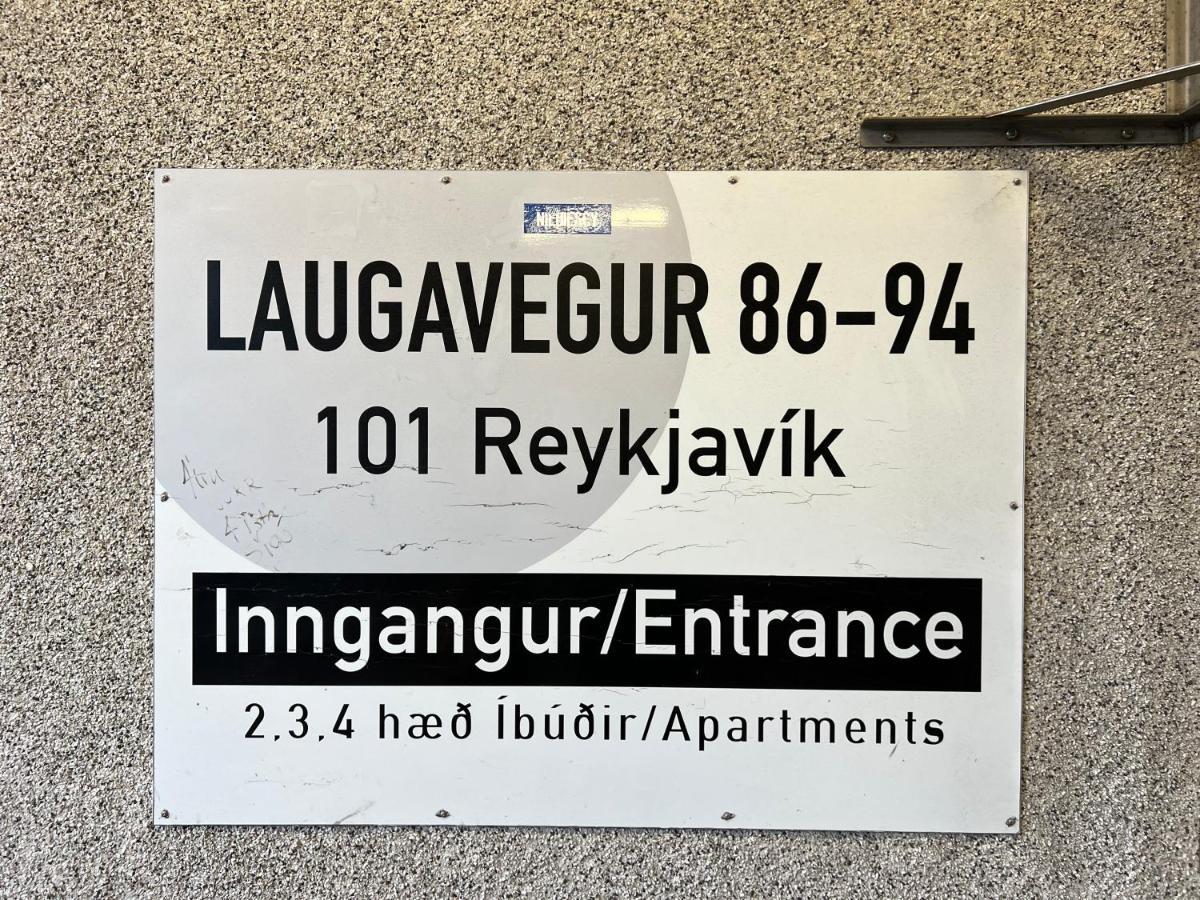 LAUGAVEGUR 86-94
101 Reykjavík
Inngangur/Entrance
2,3,4 hæð Íbúðir/Apartments